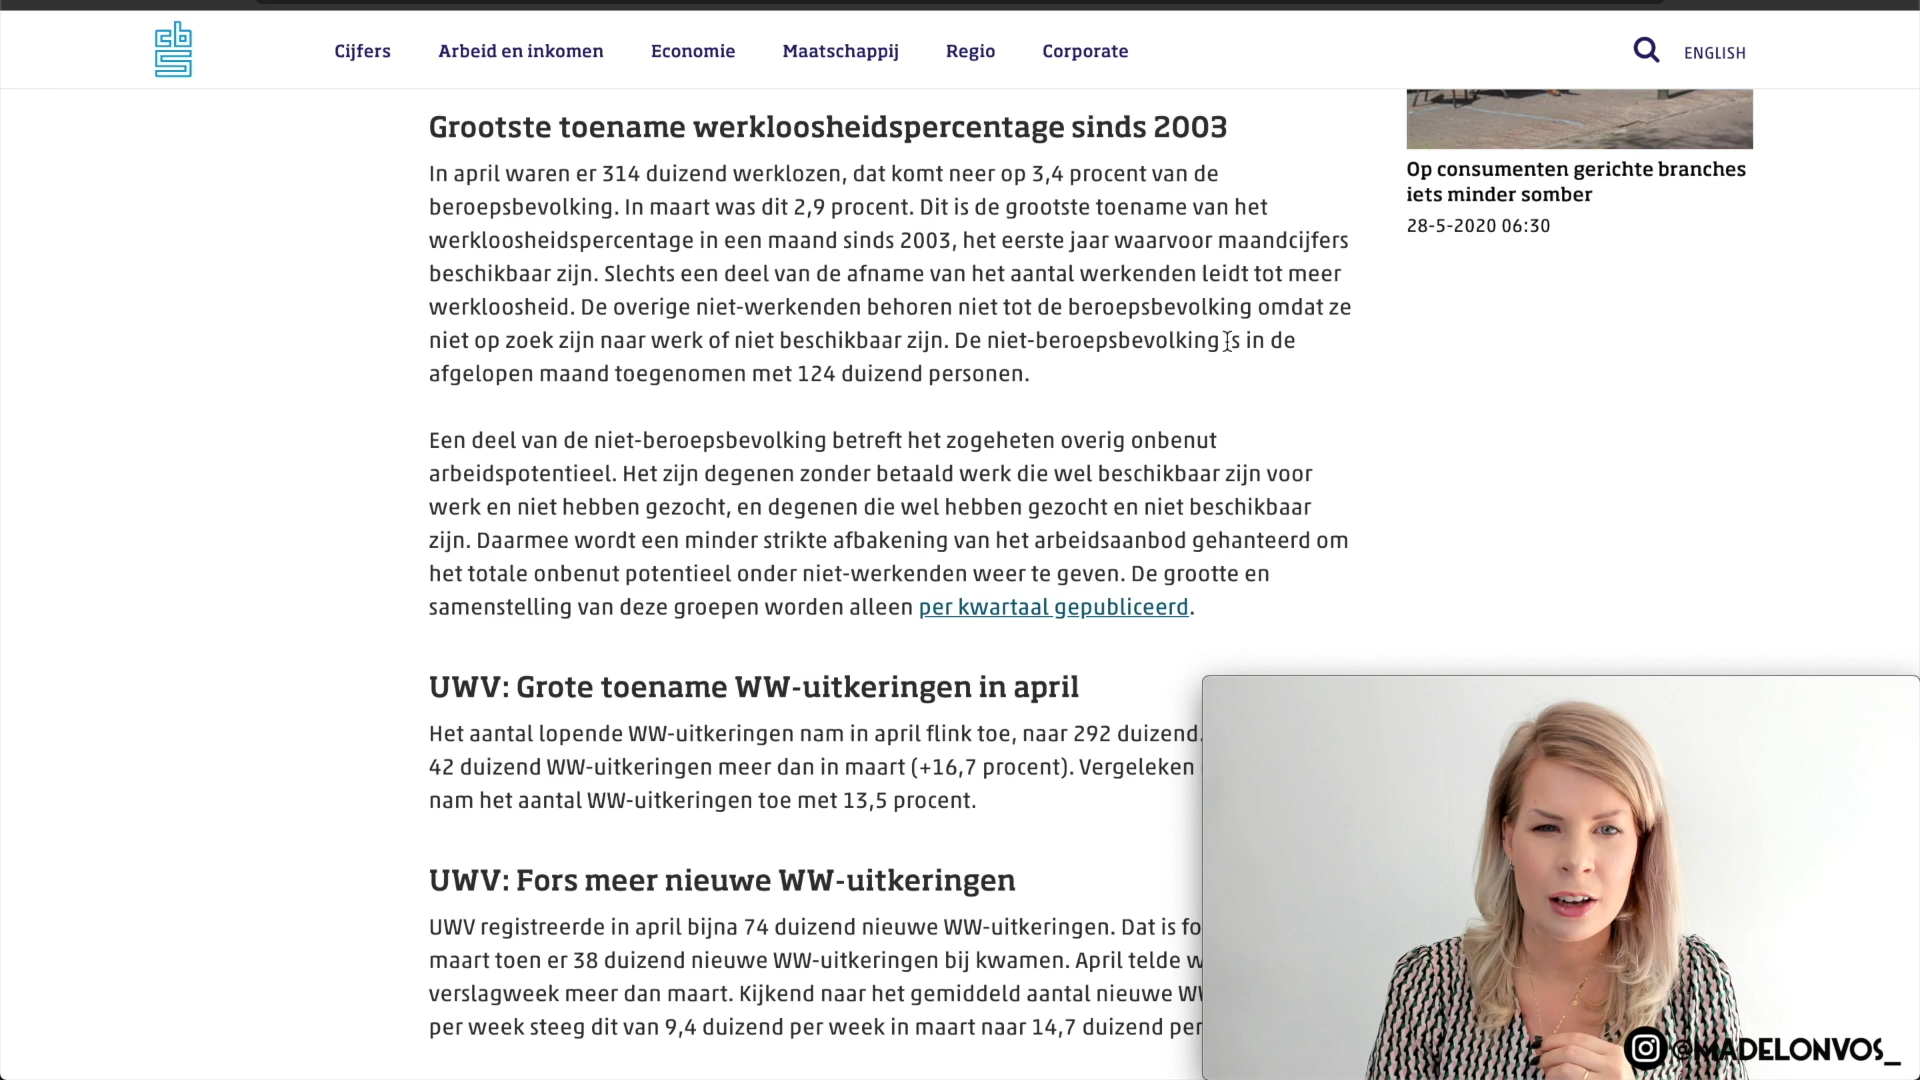 cbs
Cijfers Arbeid en inkomen Economie Maatschappij Regio Corporate ENGLISH
Grootste toename werkloosheidspercentage sinds 2003
In april waren er 314 duizend werklozen, dat komt neer op 3,4 procent van de
beroepsbevolking. In maart was dit 2,9 procent. Dit is de grootste toename van het
werkloosheidspercentage in een maand sinds 2003, het eerste jaar waarvoor maandcijfers
beschikbaar zijn. Slechts een deel van de afname van het aantal werkenden leidt tot meer
werkloosheid. De overige niet-werkenden behoren niet tot de beroepsbevolking omdat ze
niet op zoek zijn naar werk of niet beschikbaar zijn. De niet-beroepsbevolking is in de
afgelopen maand toegenomen met 124 duizend personen.
Een deel van de niet-beroepsbevolking betreft het zogeheten overig onbenut
arbeidspotentieel. Het zijn degenen zonder betaald werk die wel beschikbaar zijn voor
werk en niet hebben gezocht, en degenen die wel hebben gezocht en niet beschikbaar
zijn. Daarmee wordt een minder strikte afbakening van het arbeidsaanbod gehanteerd om
het totale onbenut potentieel onder niet-werkenden weer te geven. De grootte en
samenstelling van deze groepen worden alleen per kwartaal gepubliceerd.
UWV: Grote toename WW-uitkeringen in april
Het aantal lopende WW-uitkeringen nam in april flink toe, naar 292 duizend.
42 duizend WW-uitkeringen meer dan in maart (+16,7 procent). Vergeleken
nam het aantal WW-uitkeringen toe met 13,5 procent.
UWV: Fors meer nieuwe WW-uitkeringen
UWV registreerde in april bijna 74 duizend nieuwe WW-uitkeringen. Dat is fo
maart toen er 38 duizend nieuwe WW-uitkeringen bij kwamen. April telde w
verslagweek meer dan maart. Kijkend naar het gemiddeld aantal nieuwe W
per week steeg dit van 9,4 duizend per week in maart naar 14,7 duizend per
Op consumenten gerichte branches
iets minder somber
28-5-2020 06:30
@MADELONVOS_